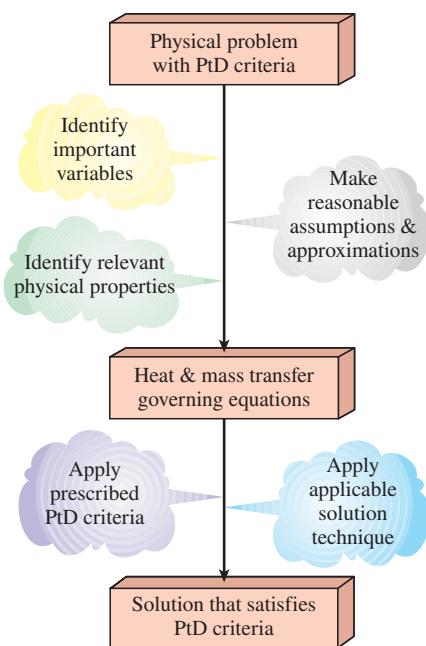 Physical problem
with PtD criteria
Identify
important
variables
Make
reasonable
assumptions &
approximations
Identify relevant
physical properties
Heat & mass transfer
governing equations
Apply
prescribed
PtD criteria
Apply
applicable
solution
technique
Solution that satisfies
PtD criteria